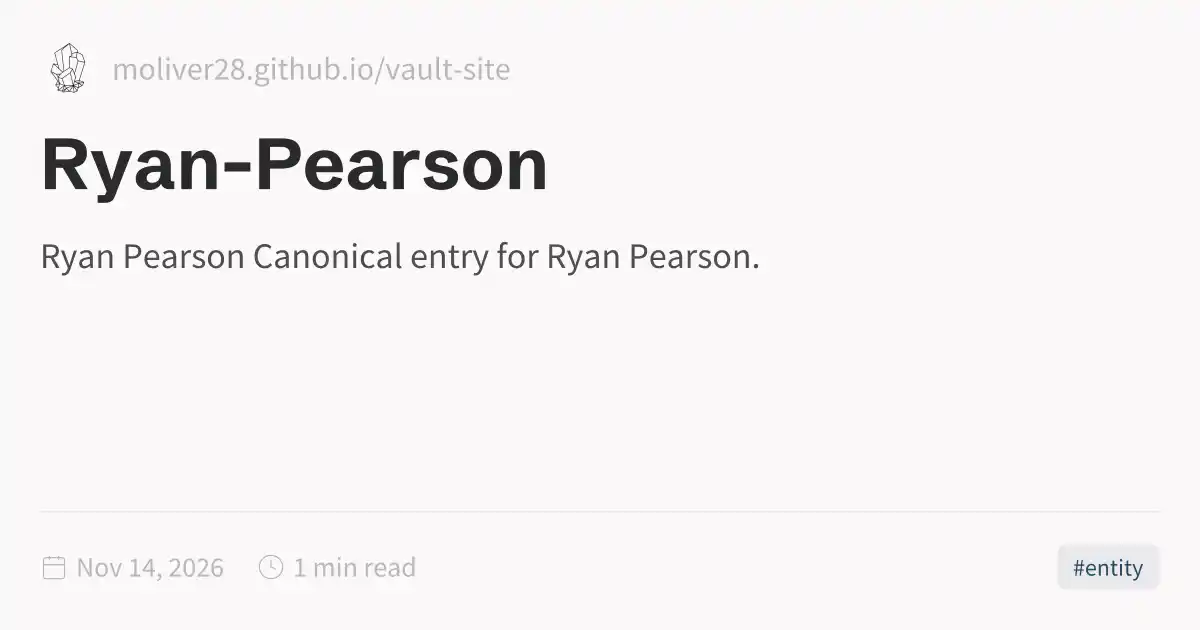 moliver28.github.io/vault-site
Ryan-Pearson
Ryan Pearson Canonical entry for Ryan Pearson.
Nov 14, 2026 1 min read
#entity